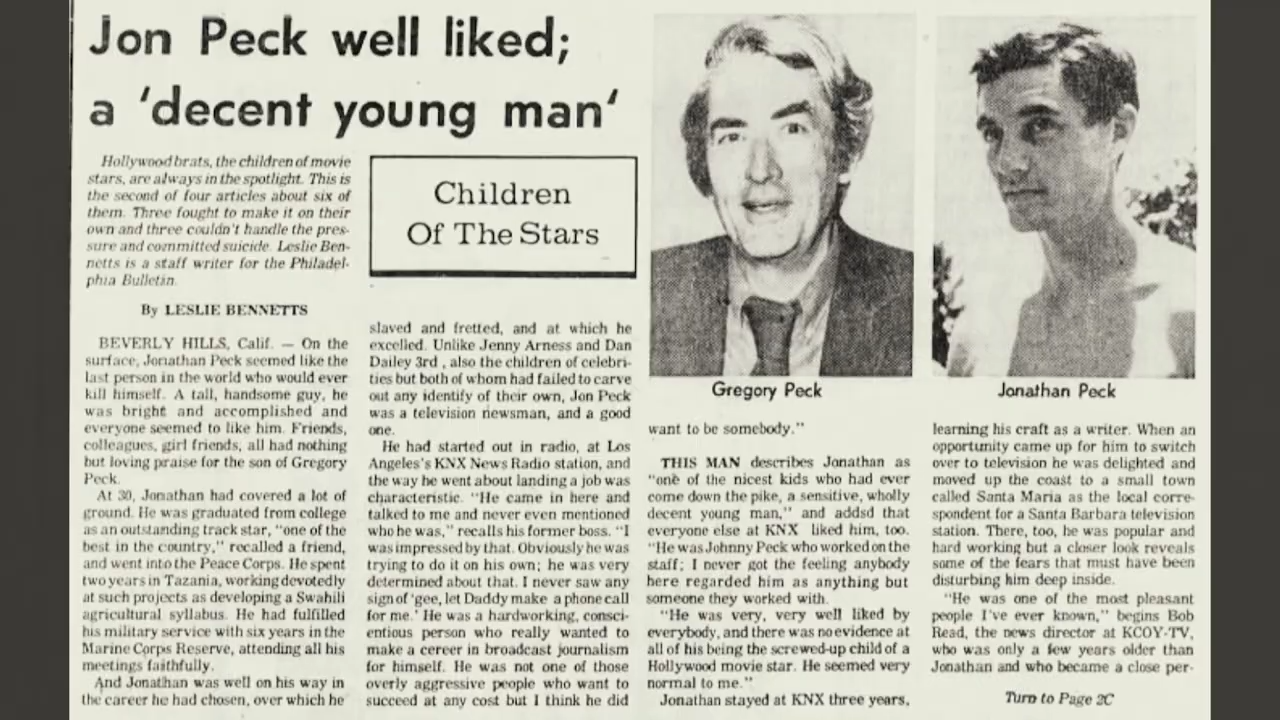 Jon Peck well liked;
a 'decent young man'
Hollywood brats, the children of movie
stars, are always in the spotlight. This is
the second of four articles about six of
them. Three fought to make it on their
own and three couldn't handle the pres-
sure and committed suicide. Leslie Ben-
netts is a staff writer for the Philadel-
phia Bulletin.
By LESLIE BENNETTS
BEVERLY HILLS, Calif. — On the
surface, Jonathan Peck seemed like the
last person in the world who would ever
kill himself. A tall, handsome guy, he
was bright and accomplished and
everyone seemed to like him. Friends,
colleagues, girl friends, all had nothing
but loving praise for the son of Gregory
Peck.
At 30, Jonathan had covered a lot of
ground. He was graduated from college
as an outstanding track star, "one of the
best in the country," recalled a friend,
and went into the Peace Corps. He spent
two years in Tazania, working devotedly
at such projects as developing a Swahili
agricultural syllabus. He had fulfilled
his military service with six years in the
Marine Corps Reserve, attending all his
meetings faithfully.
And Jonathan was well on his way in
the career he had chosen, over which he
Children
Of The Stars
slaved and fretted, and at which he
excelled. Unlike Jenny Arness and Dan
Dailey 3rd , also the children of celebri-
ties but both of whom had failed to carve
out any identify of their own, Jon Peck
was a television newsman, and a good
one.
He had started out in radio, at Los
Angeles's KNX News Radio station, and
the way he went about landing a job was
characteristic. "He came in here and
talked to me and never even mentioned
who he was," recalls his former boss. "I
was impressed by that. Obviously he was
trying to do it on his own; he was very
determined about that. I never saw any
sign of 'gee, let Daddy make a phone call
for me.' He was a hardworking, consci-
entious person who really wanted to
make a career in broadcast journalism
for himself. He was not one of those
overly aggressive people who want to
succeed at any cost but I think he did
Gregory Peck
want to be somebody."
THIS MAN describes Jonathan as
"one of the nicest kids who had ever
come down the pike, a sensitive, wholly
decent young man," and addsd that
everyone else at KNX liked him, too.
"He was Johnny Peck who worked on the
staff; I never got the feeling anybody
here regarded him as anything but
someone they worked with.
"He was very, very well liked by
everybody, and there was no evidence at
all of his being the screwed-up child of a
Hollywood movie star. He seemed very
normal to me."
Jonathan stayed at KNX three years,
Jonathan Peck
learning his craft as a writer. When an
opportunity came up for him to switch
over to television he was delighted and
moved up the coast to a small town
called Santa Maria as the local corre-
spondent for a Santa Barbara television
station. There, too, he was popular and
hard working but a closer look reveals
some of the fears that must have been
disturbing him deep inside.
"He was one of the most pleasant
people I've ever known," begins Bob
Read, the news director at KCOY-TV,
who was only a few years older than
Jonathan and who became a close per-
Turn to Page 2C